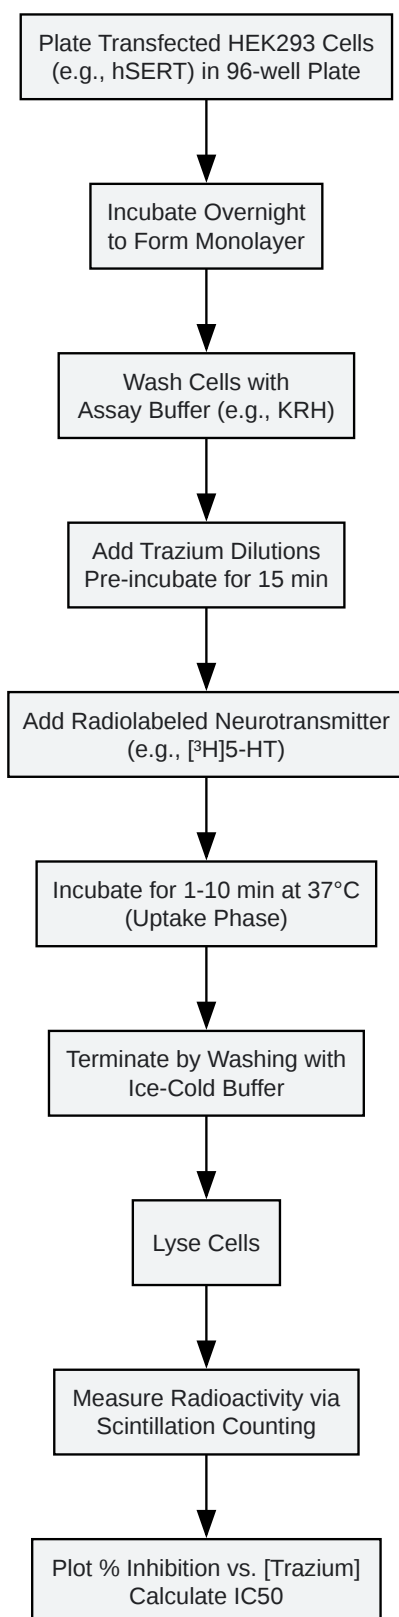 Plate Transfected HEK293 Cells
(e.g., hSERT) in 96-well Plate
Incubate Overnight
to Form Monolayer
Wash Cells with
Assay Buffer (e.g., KRH)
Add Trazium Dilutions
Pre-incubate for 15 min
Add Radiolabeled Neurotransmitter
(e.g., [³H]5-HT)
Incubate for 1-10 min at 37°C
(Uptake Phase)
Terminate by Washing with
Ice-Cold Buffer
Lyse Cells
Measure Radioactivity via
Scintillation Counting
Plot % Inhibition vs. [Trazium]
Calculate IC50